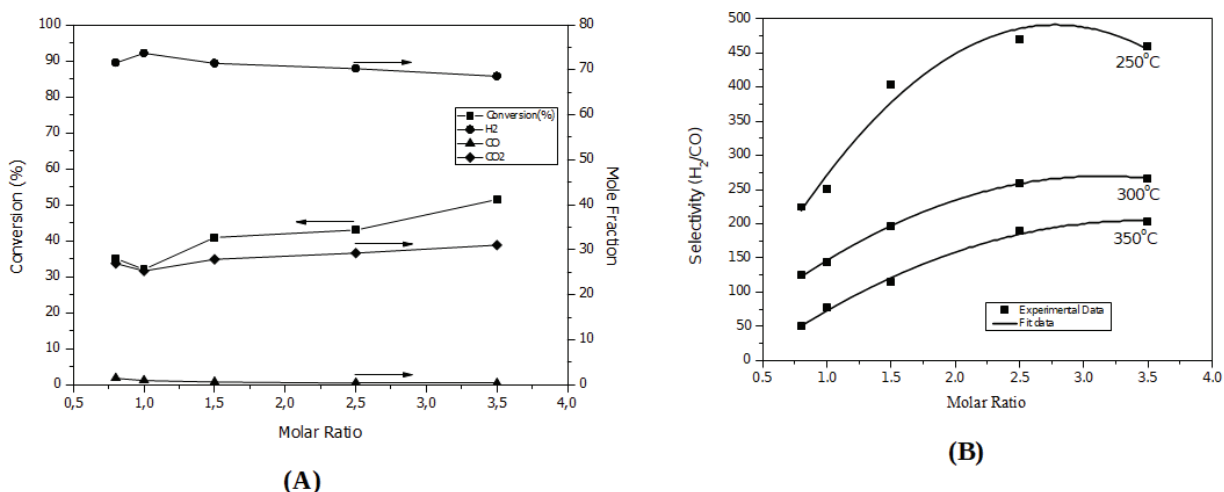 100
90
80
70
60
50
40
30
20
10
0
Conversion (%)
80
70
60
50
40
30
20
10
0
Mole Fraction
Conversion(%)
H2
CO
CO2
0,5
1,0
1,5
2,0
2,5
3,0
3,5
4,0
Molar Ratio
(A)
500
450
400
350
300
250
200
150
100
50
0
Selectivity (H₂/CO)
250°C
300°C
350°C
Experimental Data
Fit data
0.5
1.0
1.5
2.0
2.5
3.0
3.5
4.0
Molar Ratio
(B)